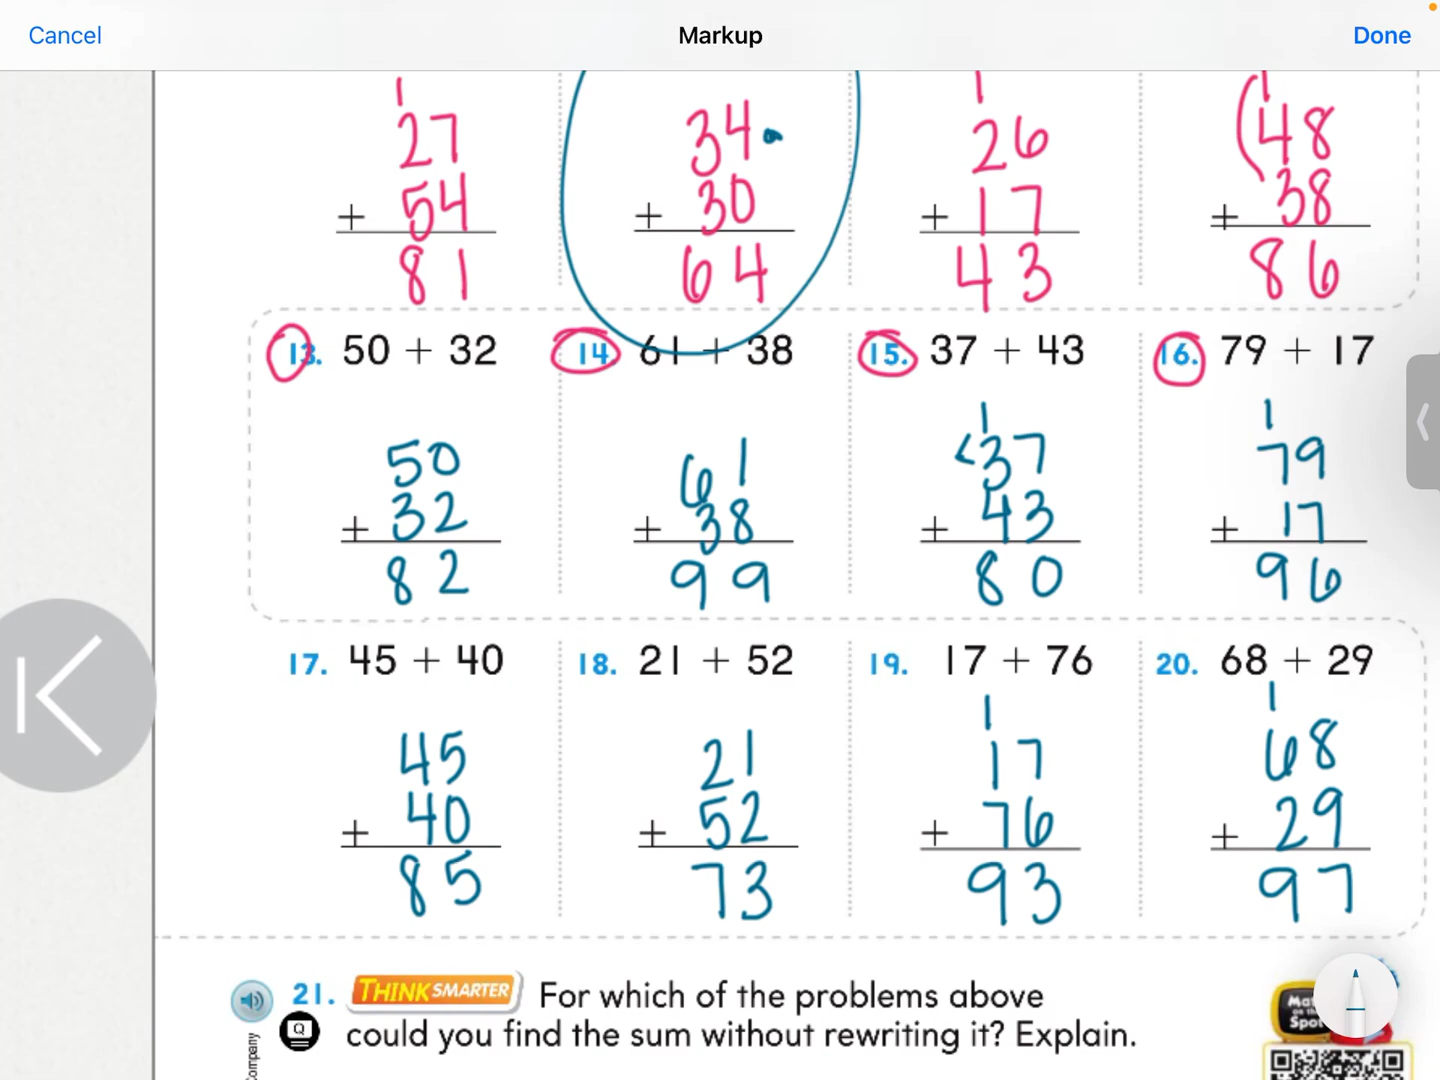 Cancel Markup Done
1 1 1
27 34 26 48
+ 54 + 30 + 17 + 38
81 64 43 86
13. 50 + 32 14. 61 + 38 15. 37 + 43 16. 79 + 17
1 1
50 61 37 79
+ 32 + 38 + 43 + 17
82 99 80 96
17. 45 + 40 18. 21 + 52 19. 17 + 76 20. 68 + 29
1 1
45 21 17 68
+ 40 + 52 + 76 + 29
85 73 93 97
21. THINK SMARTER For which of the problems above
Q could you find the sum without rewriting it? Explain.
Spot